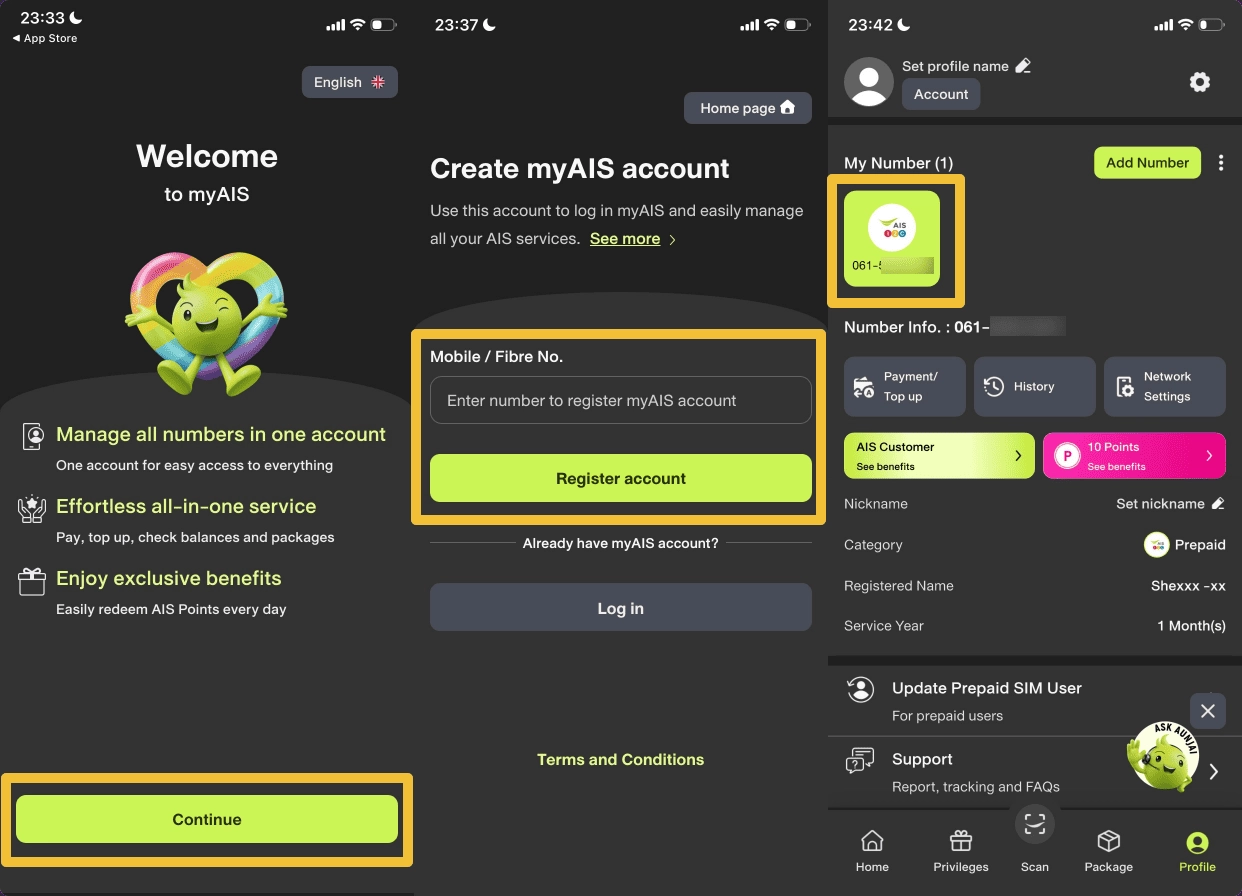 23:33
App Store
English
Welcome
to myAIS
Manage all numbers in one account
One account for easy access to everything
Effortless all-in-one service
Pay, top up, check balances and packages
Enjoy exclusive benefits
Easily redeem AIS Points every day
Continue
23:37
Home page
Create myAIS account
Use this account to log in myAIS and easily manage
all your AIS services. See more
Mobile / Fibre No.
Enter number to register myAIS account
Register account
Already have myAIS account?
Log in
Terms and Conditions
23:42
Set profile name
Account
My Number (1)
Add Number
AIS
061-5
Number Info. : 061-
Payment/
Top up
History
Network
Settings
AIS Customer
See benefits
P
10 Points
See benefits
Nickname
Set nickname
Category
Prepaid
Registered Name
Shexxx -xx
Service Year
1 Month(s)
Update Prepaid SIM User
For prepaid users
Support
Report, tracking and FAQs
ASK AUNJAI
Home
Privileges
Scan
Package
Profile